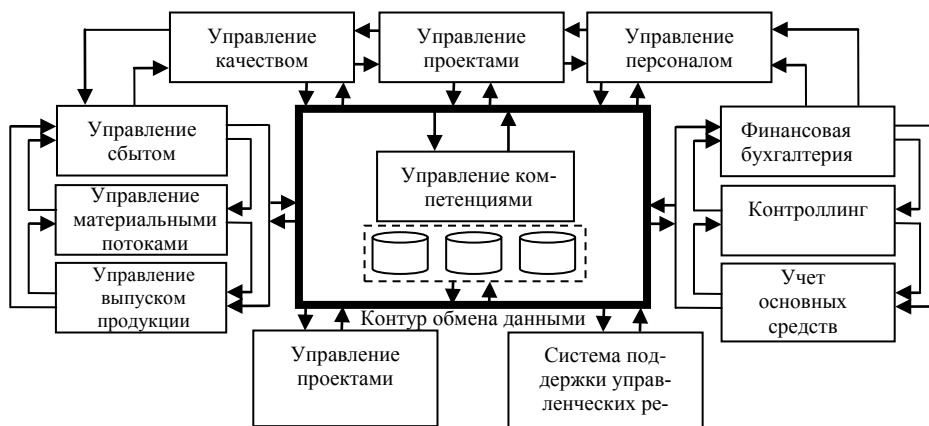 Управление
качеством
Управление
проектами
Управление
персоналом
Управление
сбытом
Управление
материальными
потоками
Управление
выпуском
продукции
Управление ком-
петенциями
Финансовая
бухгалтерия
Контроллинг
Учет
основных
средств
Контур обмена данными
Управление
проектами
Система под-
держки управ-
ленческих ре-